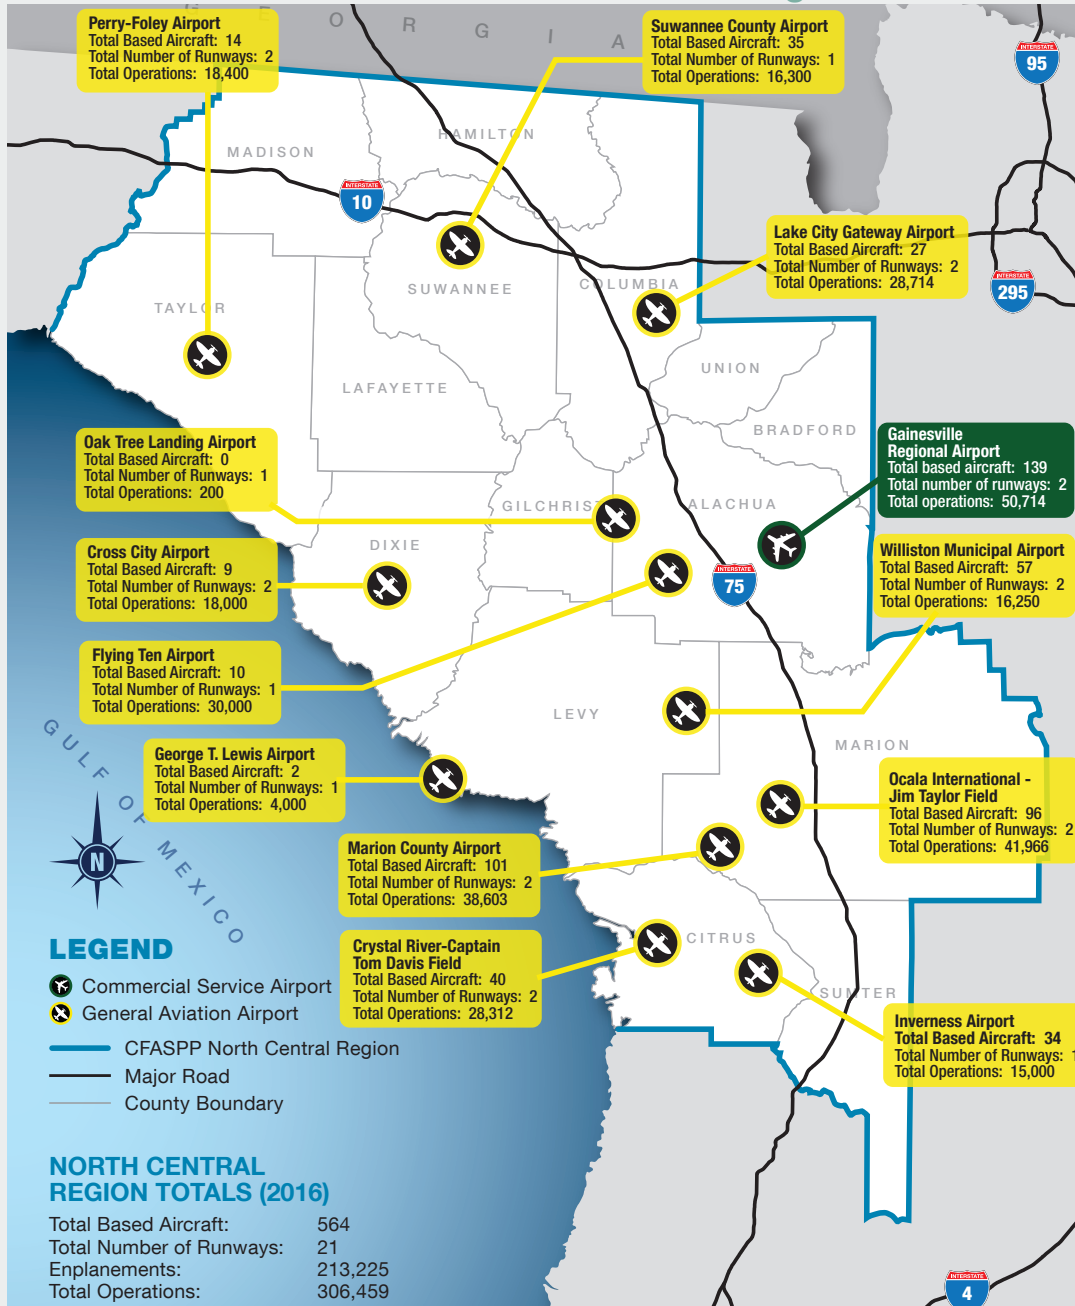 GEORGIA
Perry-Foley Airport
Total Based Aircraft: 14
Total Number of Runways: 2
Total Operations: 18,400
Suwannee County Airport
Total Based Aircraft: 35
Total Number of Runways: 1
Total Operations: 16,300
INTERSTATE
95
HAMILTON
MADISON
INTERSTATE
10
Lake City Gateway Airport
Total Based Aircraft: 27
Total Number of Runways: 2
Total Operations: 28,714
INTERSTATE
295
SUWANNEE
COLUMBIA
TAYLOR
UNION
LAFAYETTE
BRADFORD
Oak Tree Landing Airport
Total Based Aircraft: 0
Total Number of Runways: 1
Total Operations: 200
Gainesville
Regional Airport
Total based aircraft: 139
Total number of runways: 2
Total operations: 50,714
GILCHRIST
ALACHUA
DIXIE
Cross City Airport
Total Based Aircraft: 9
Total Number of Runways: 2
Total Operations: 18,000
Williston Municipal Airport
Total Based Aircraft: 57
Total Number of Runways: 2
Total Operations: 16,250
INTERSTATE
75
Flying Ten Airport
Total Based Aircraft: 10
Total Number of Runways: 1
Total Operations: 30,000
LEVY
MARION
GULF OF MEXICO
George T. Lewis Airport
Total Based Aircraft: 2
Total Number of Runways: 1
Total Operations: 4,000
Ocala International -
Jim Taylor Field
Total Based Aircraft: 96
Total Number of Runways: 2
Total Operations: 41,966
N
Marion County Airport
Total Based Aircraft: 101
Total Number of Runways: 2
Total Operations: 38,603
Crystal River-Captain
Tom Davis Field
Total Based Aircraft: 40
Total Number of Runways: 2
Total Operations: 28,312
CITRUS
SUMTER
Inverness Airport
Total Based Aircraft: 34
Total Number of Runways: 1
Total Operations: 15,000
LEGEND
Commercial Service Airport
General Aviation Airport
CFASPP North Central Region
Major Road
County Boundary
NORTH CENTRAL
REGION TOTALS (2016)
Total Based Aircraft: 564
Total Number of Runways: 21
Enplanements: 213,225
Total Operations: 306,459
INTERSTATE
4